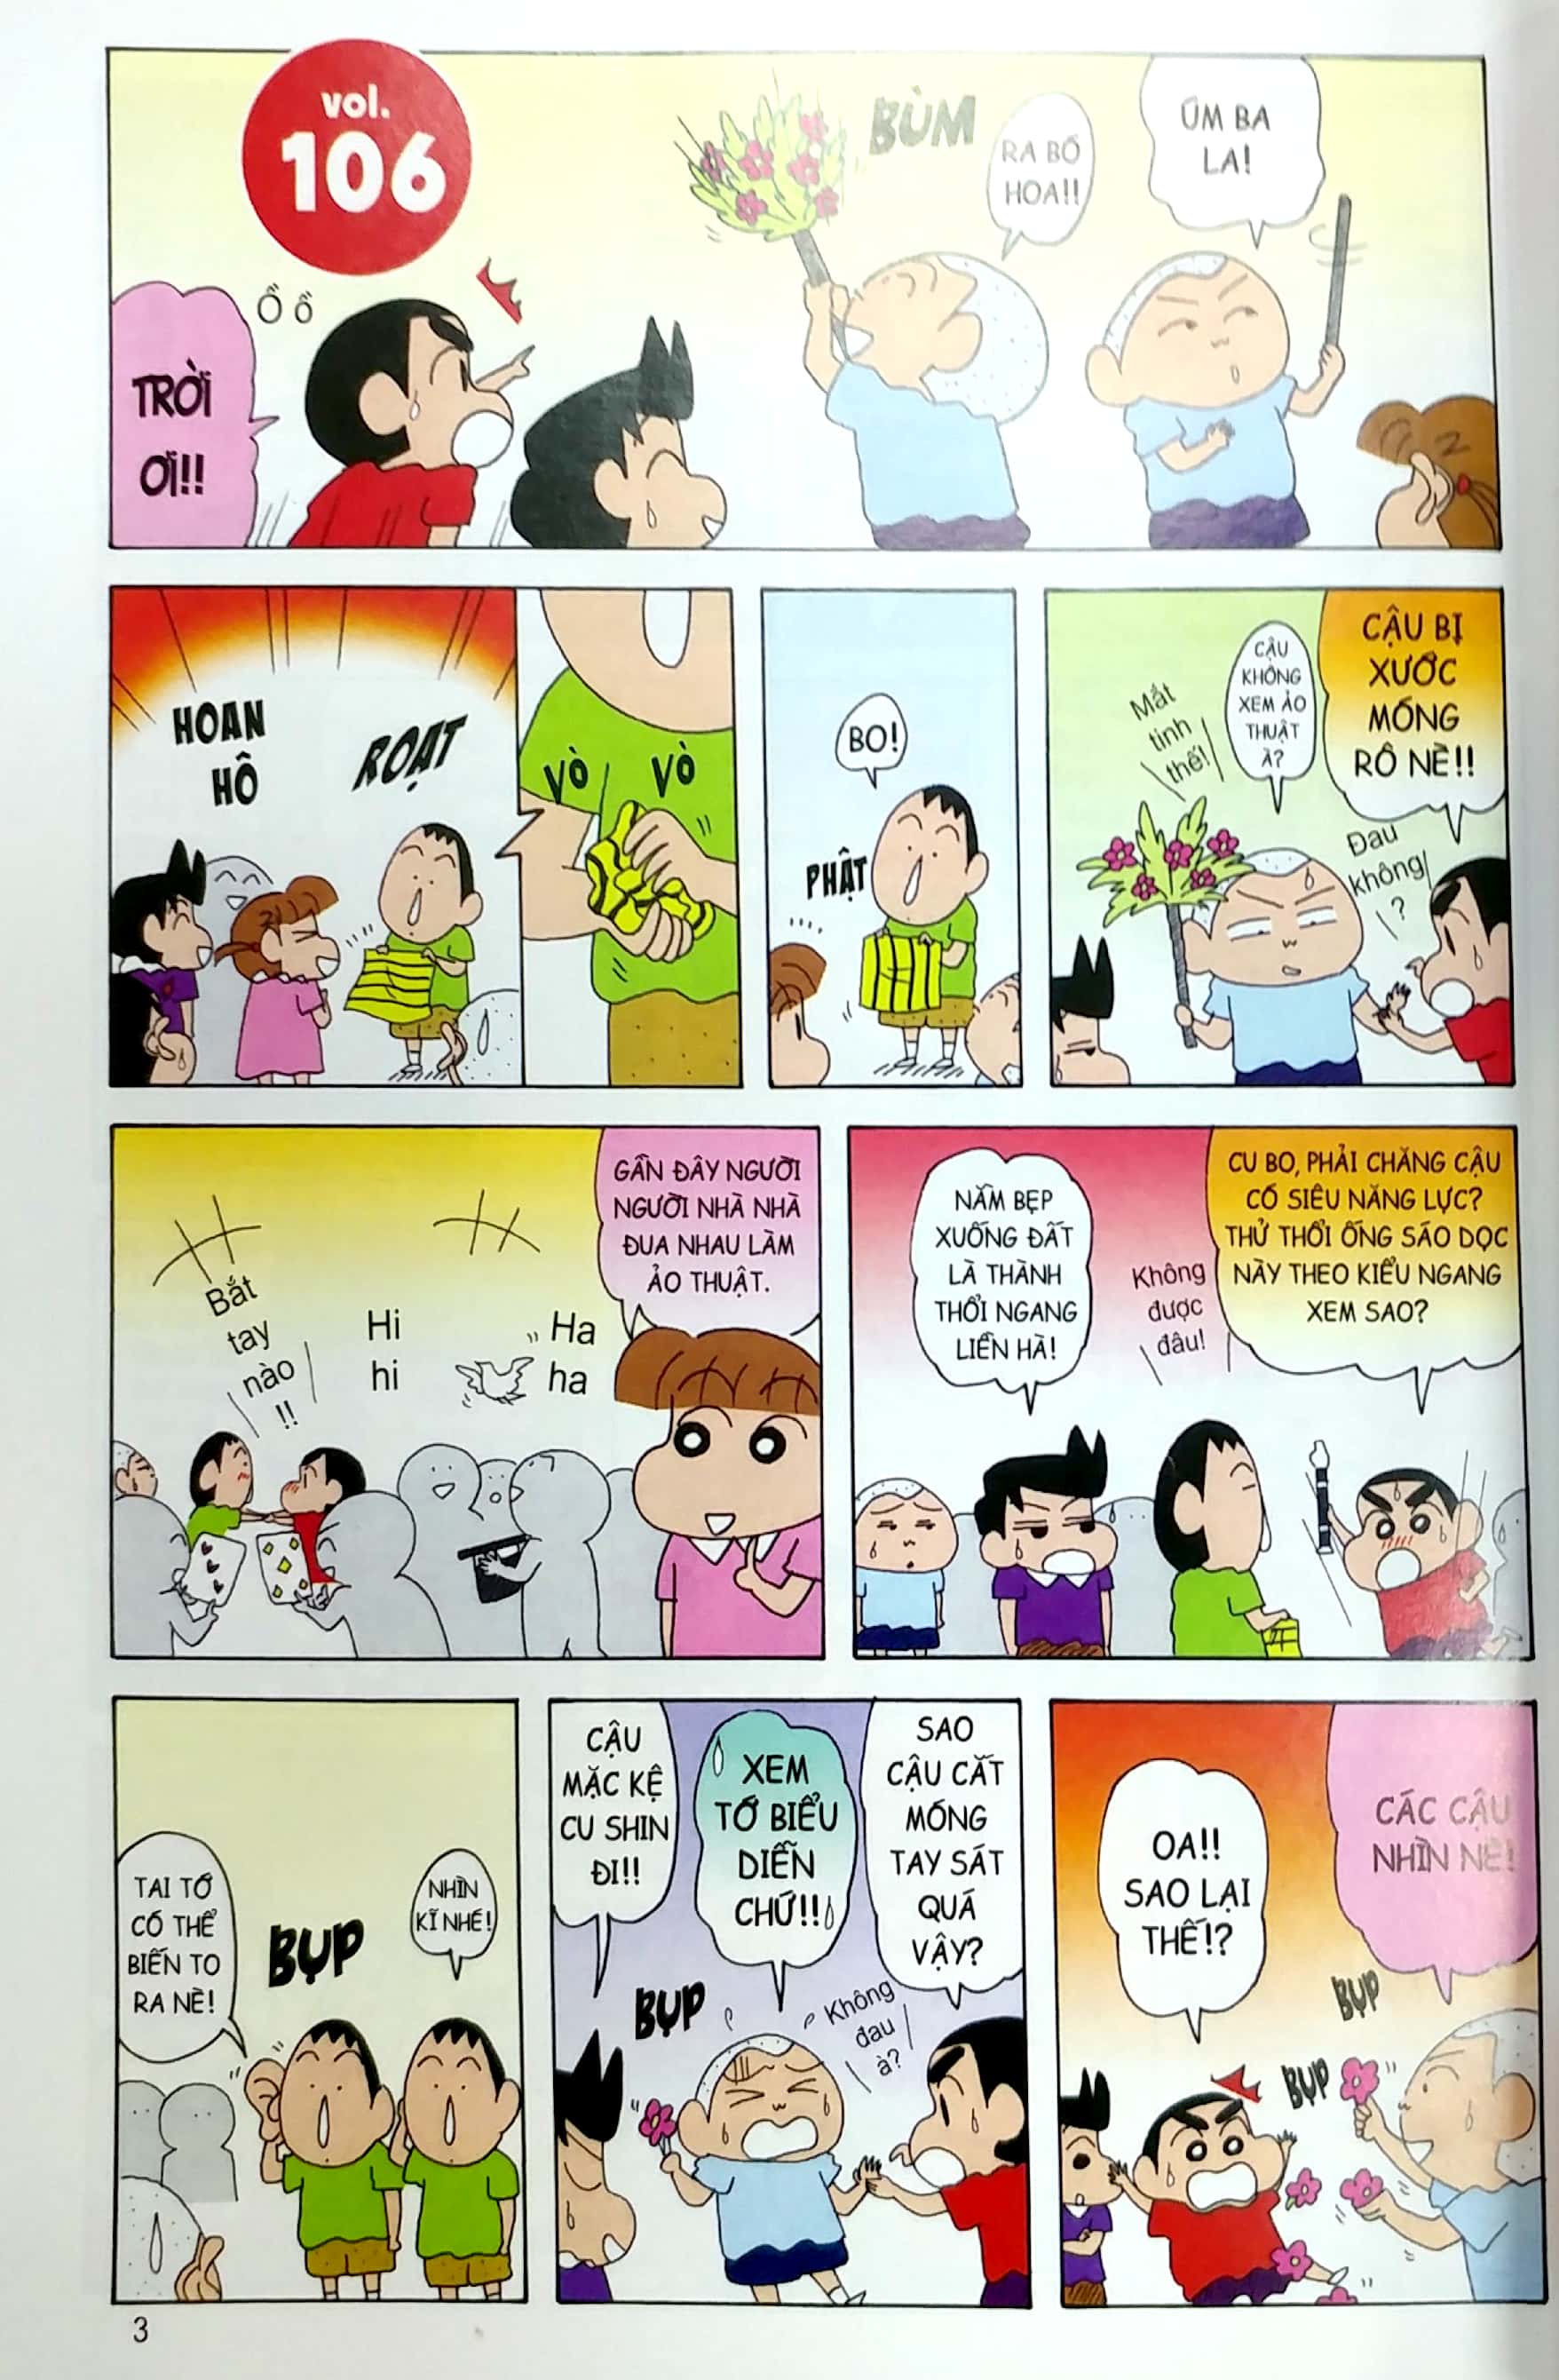 vol.
106
ÚM BA
LA!
RA BÓ
HOA!!
BÙM
Ồ ồ
TRỜI
ƠI!!
CẬU BỊ
XƯỚC
MÓNG
RÔ NÈ!!
Đau
không
?
CẬU
KHÔNG
XEM ẢO
THUẬT
À?
Mắt
tinh
thế!
BO!
PHẬT
VÒ VÒ
ROẠT
HOAN
HÔ
CU BO, PHẢI CHĂNG CẬU
CÓ SIÊU NĂNG LỰC?
THỬ THỔI ỐNG SÁO DỌC
NÀY THEO KIỂU NGANG
XEM SAO?
Không
được
đâu!
NẰM BẸP
XUỐNG ĐẤT
LÀ THÀNH
THỔI NGANG
LIỀN HÀ!
GẦN ĐÂY NGƯỜI
NGƯỜI NHÀ NHÀ
ĐUA NHAU LÀM
ẢO THUẬT.
Ha
ha
Hi
hi
Bắt
tay
nào
!!
CÁC CẬU
NHÌN NÈ!
BỤP
BỤP
OA!!
SAO LẠI
THẾ!?
SAO
CẬU CẮT
MÓNG
TAY SÁT
QUÁ
VẬY?
Không
đau
à?
XEM
TỚ BIỂU
DIỄN
CHỨ!!
BỤP
CẬU
MẶC KỆ
CU SHIN
ĐI!!
NHÌN
KĨ NHÉ!
BỤP
TAI TỚ
CÓ THỂ
BIẾN TO
RA NÈ!
3